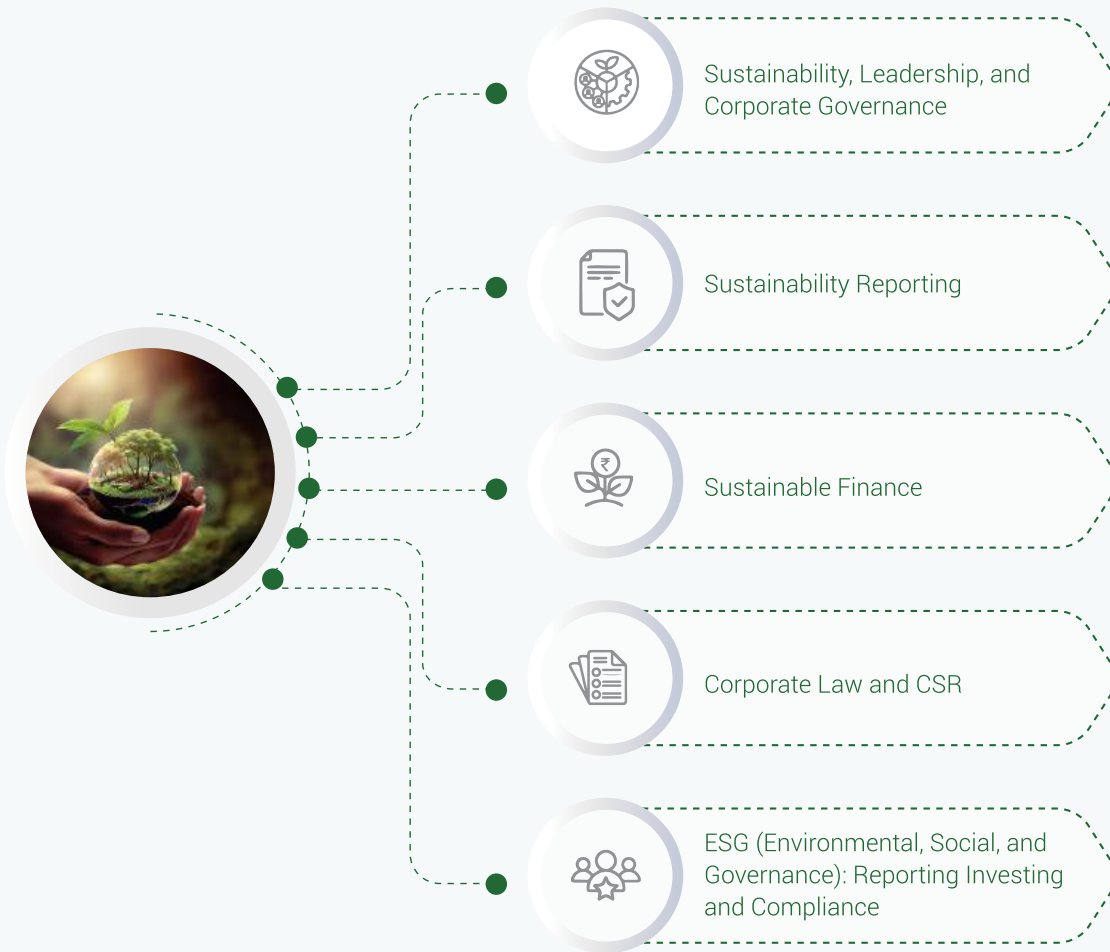 Sustainability, Leadership, and
Corporate Governance
Sustainability Reporting
₹
Sustainable Finance
Corporate Law and CSR
ESG (Environmental, Social, and
Governance): Reporting Investing
and Compliance